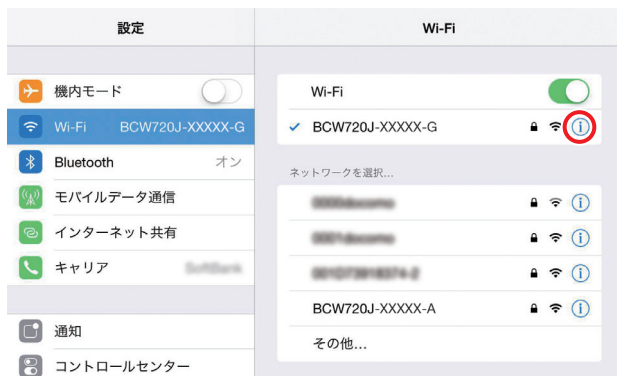 設定
機内モード
Wi-Fi BCW720J-XXXXX-G
Bluetooth オン
モバイルデータ通信
インターネット共有
キャリア
通知
コントロールセンター
Wi-Fi
Wi-Fi
BCW720J-XXXXX-G
ネットワークを選択...
BCW720J-XXXXX-A
その他...